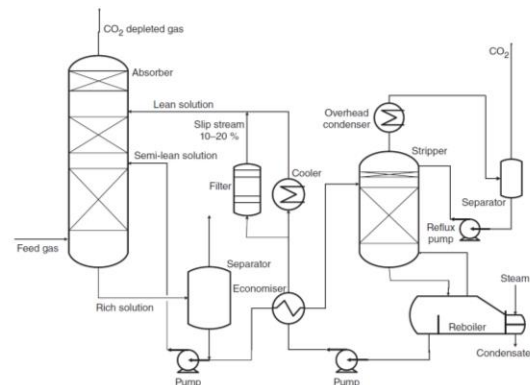 CO2 depleted gas
CO2
Absorber
Lean solution
Overhead
condenser
Slip stream
10–20 %
Stripper
Semi-lean solution
Filter
Cooler
Separator
Reflux
pump
Feed gas
Separator
Economiser
Steam
Rich solution
Reboiler
Condensate
Pump
Pump